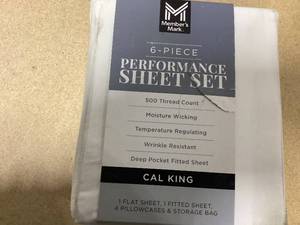 Member's
Mark.
6-PIECE
PERFORMANCE
SHEET SET
500 Thread Count
Moisture Wicking
Temperature Regulating
Wrinkle Resistant
Deep Pocket Fitted Sheet
CAL KING
1 FLAT SHEET, 1 FITTED SHEET,
4 PILLOWCASES & STORAGE BAG